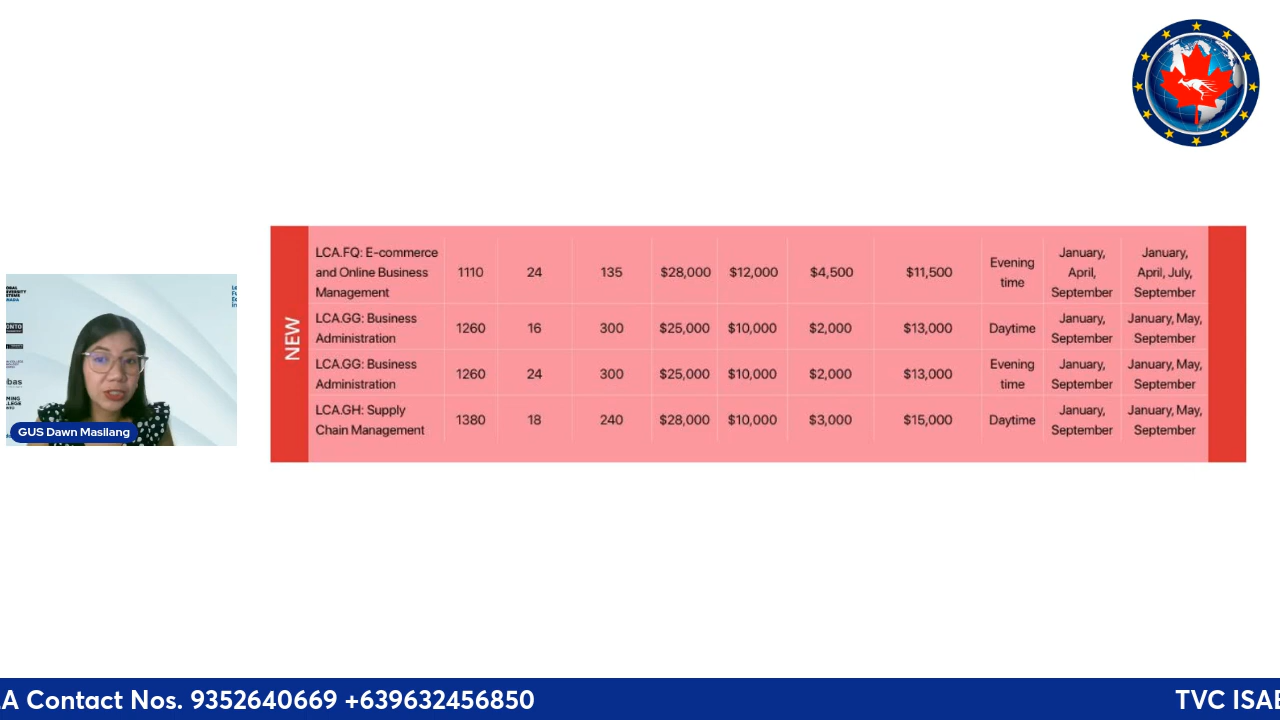 NEW
LCA.FQ: E-commerce and Online Business Management 1110 24 135 $28,000 $12,000 $4,500 $11,500 Evening time January, April, September January, April, July, September
LCA.GG: Business Administration 1260 16 300 $25,000 $10,000 $2,000 $13,000 Daytime January, September January, May, September
LCA.GG: Business Administration 1260 24 300 $25,000 $10,000 $2,000 $13,000 Evening time January, September January, May, September
LCA.GH: Supply Chain Management 1380 18 240 $28,000 $10,000 $3,000 $15,000 Daytime January, September January, May, September
GUS Dawn Masilang
A Contact Nos. 9352640669 +639632456850
TVC